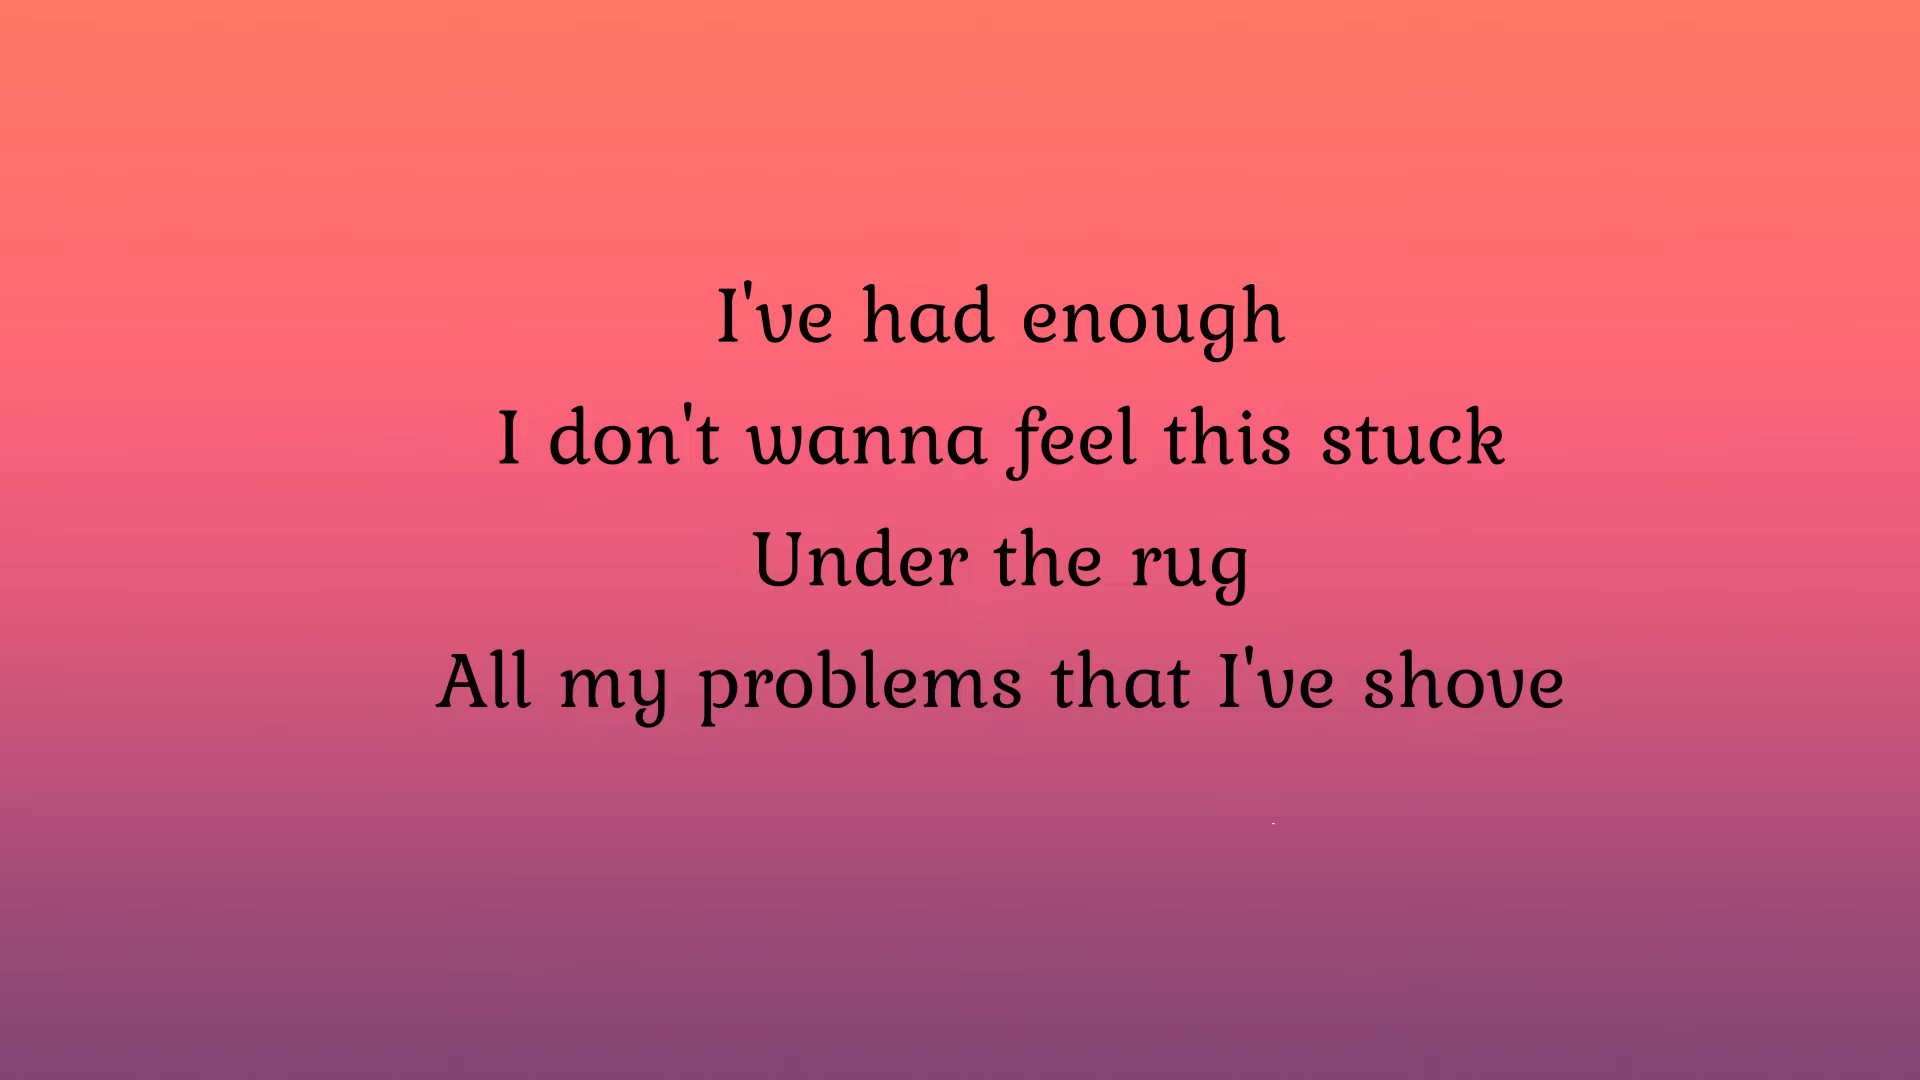 I've had enough
I don't wanna feel this stuck
Under the rug
All my problems that I've shove